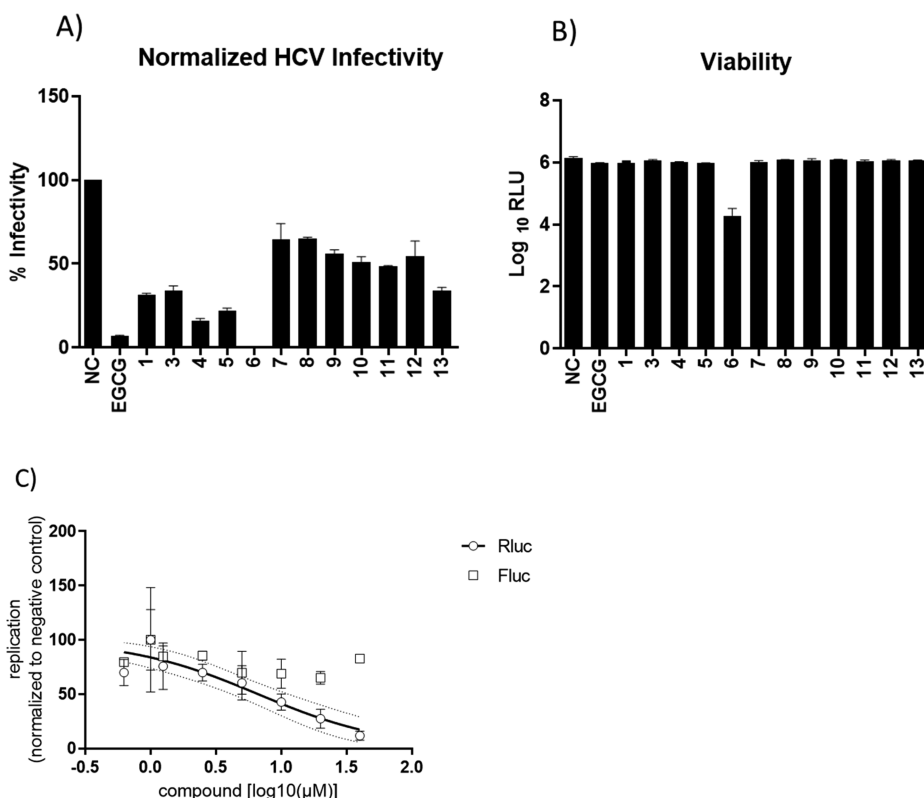 A)
Normalized HCV Infectivity
% Infectivity
150
100
50
0
NC
EGCG
1
3
4
5
6
7
8
9
10
11
12
13
B)
Viability
Log 10 RLU
8
6
4
2
0
NC
EGCG
1
3
4
5
6
7
8
9
10
11
12
13
C)
replication
(normalized to negative control)
200
150
100
50
0
-0.5
0.0
0.5
1.0
1.5
2.0
compound [log10(µM)]
Rluc
Fluc